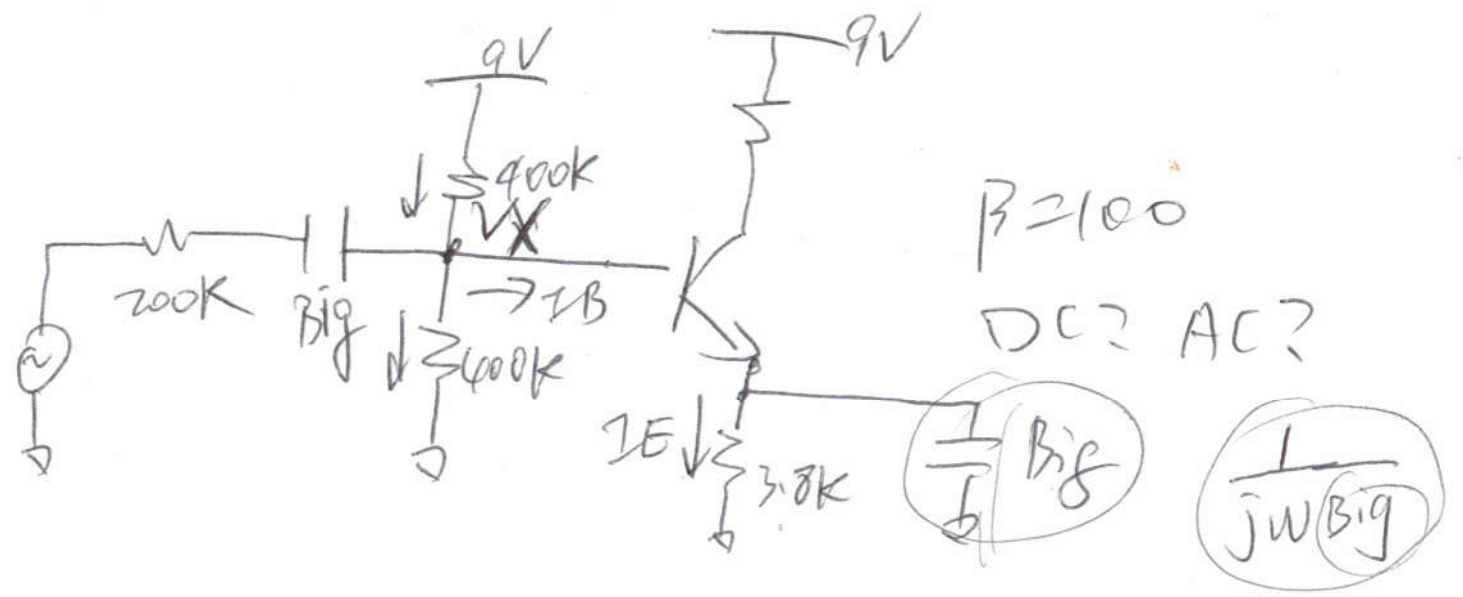 9V
9V
400K
VX
200K
Big
→IB
400K
IE
3.8K
Big
β=100
DC? AC?
1
jW Big